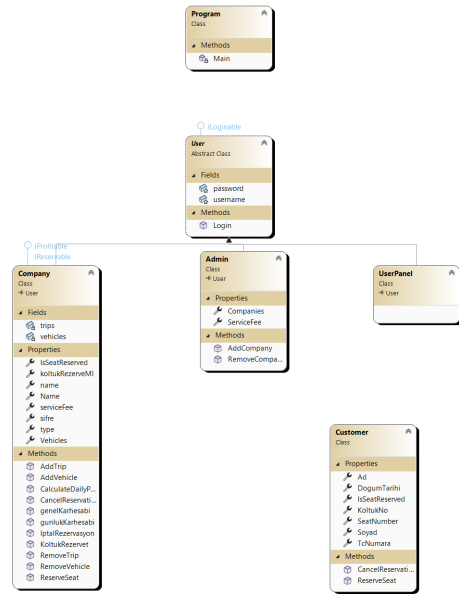 Program
Class
Methods
Main
ILoginable
User
Abstract Class
Fields
password
username
Methods
Login
IProfitable
IReservable
Company
Class
User
Fields
trips
vehicles
Properties
IsSeatReserved
koltukRezerveMI
name
Name
serviceFee
sifre
type
Vehicles
Methods
AddTrip
AddVehicle
CalculateDailyP...
CancelReservati...
genelKarhesabi
gunlukKarhesabi
IptalRezervasyon
KoltukRezervet
RemoveTrip
RemoveVehicle
ReserveSeat
Admin
Class
User
Properties
Companies
ServiceFee
Methods
AddCompany
RemoveCompa...
UserPanel
Class
User
Customer
Class
Properties
Ad
DogumTarihi
IsSeatReserved
KoltukNo
SeatNumber
Soyad
TcNumara
Methods
CancelReservati...
ReserveSeat